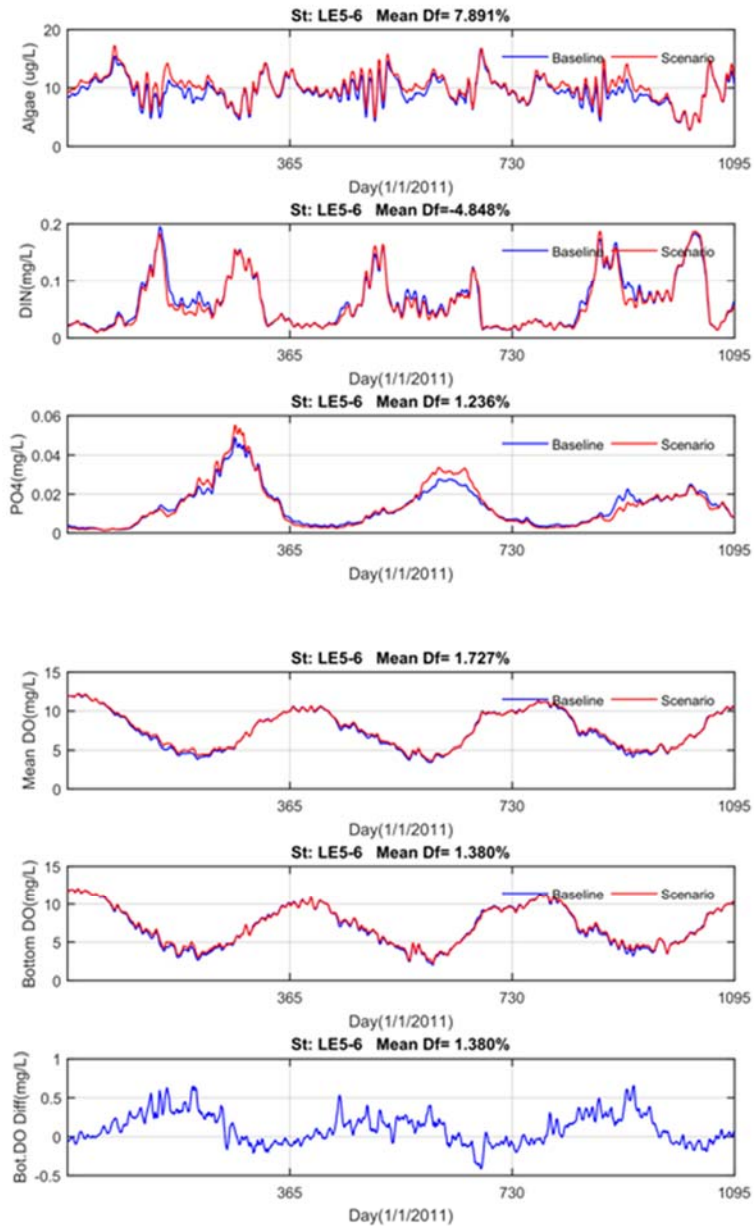 St: LE5-6 Mean Df= 7.891%
Algae (ug/L)
20
10
0
Baseline Scenario
365 730 1095
Day(1/1/2011)
St: LE5-6 Mean Df=-4.848%
DIN(mg/L)
0.2
0.1
0
Baseline Scenario
365 730 1095
Day(1/1/2011)
St: LE5-6 Mean Df= 1.236%
PO4(mg/L)
0.06
0.04
0.02
0
Baseline Scenario
365 730 1095
Day(1/1/2011)
St: LE5-6 Mean Df= 1.727%
Mean DO(mg/L)
15
10
5
0
Baseline Scenario
365 730 1095
Day(1/1/2011)
St: LE5-6 Mean Df= 1.380%
Bottom DO(mg/L)
15
10
5
0
Baseline Scenario
365 730 1095
Day(1/1/2011)
St: LE5-6 Mean Df= 1.380%
Bot.DO Diff(mg/L)
1
0.5
0
-0.5
365 730 1095
Day(1/1/2011)